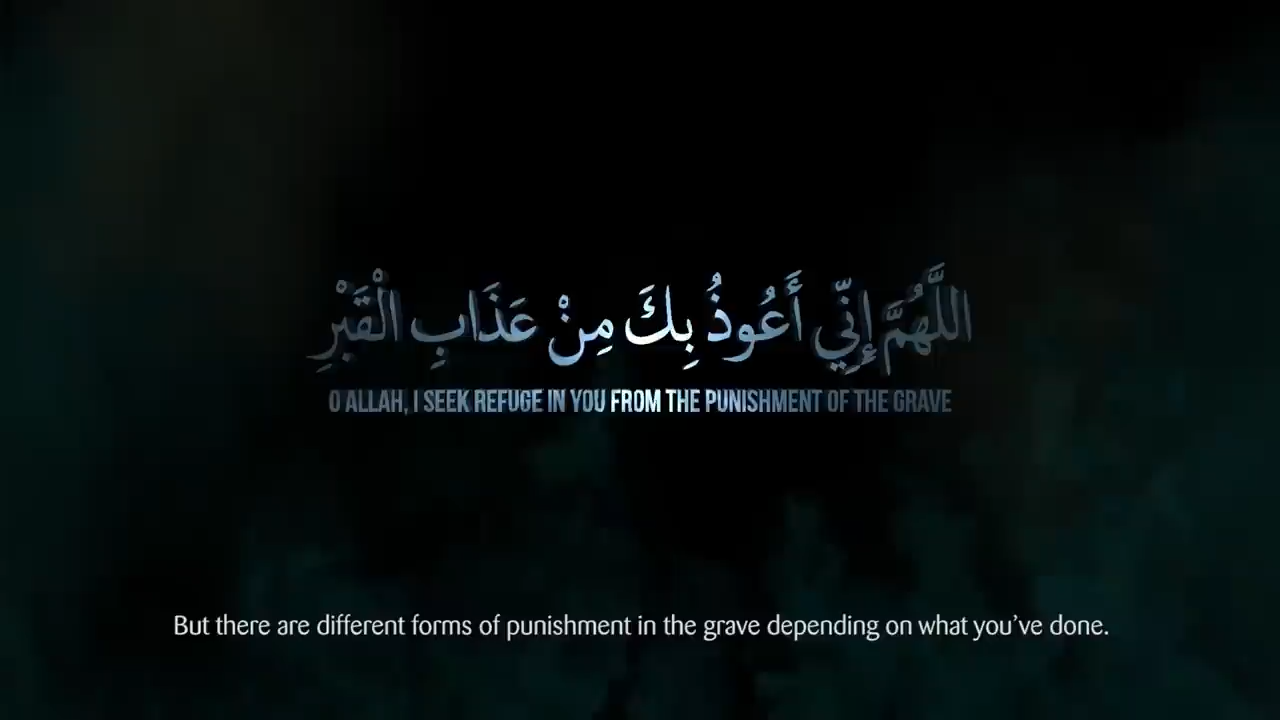 اللَّهُمَّ إِنِّي أَعُوذُ بِكَ مِنْ عَذَابِ الْقَبْرِ
O ALLAH, I SEEK REFUGE IN YOU FROM THE PUNISHMENT OF THE GRAVE
But there are different forms of punishment in the grave depending on what you’ve done.